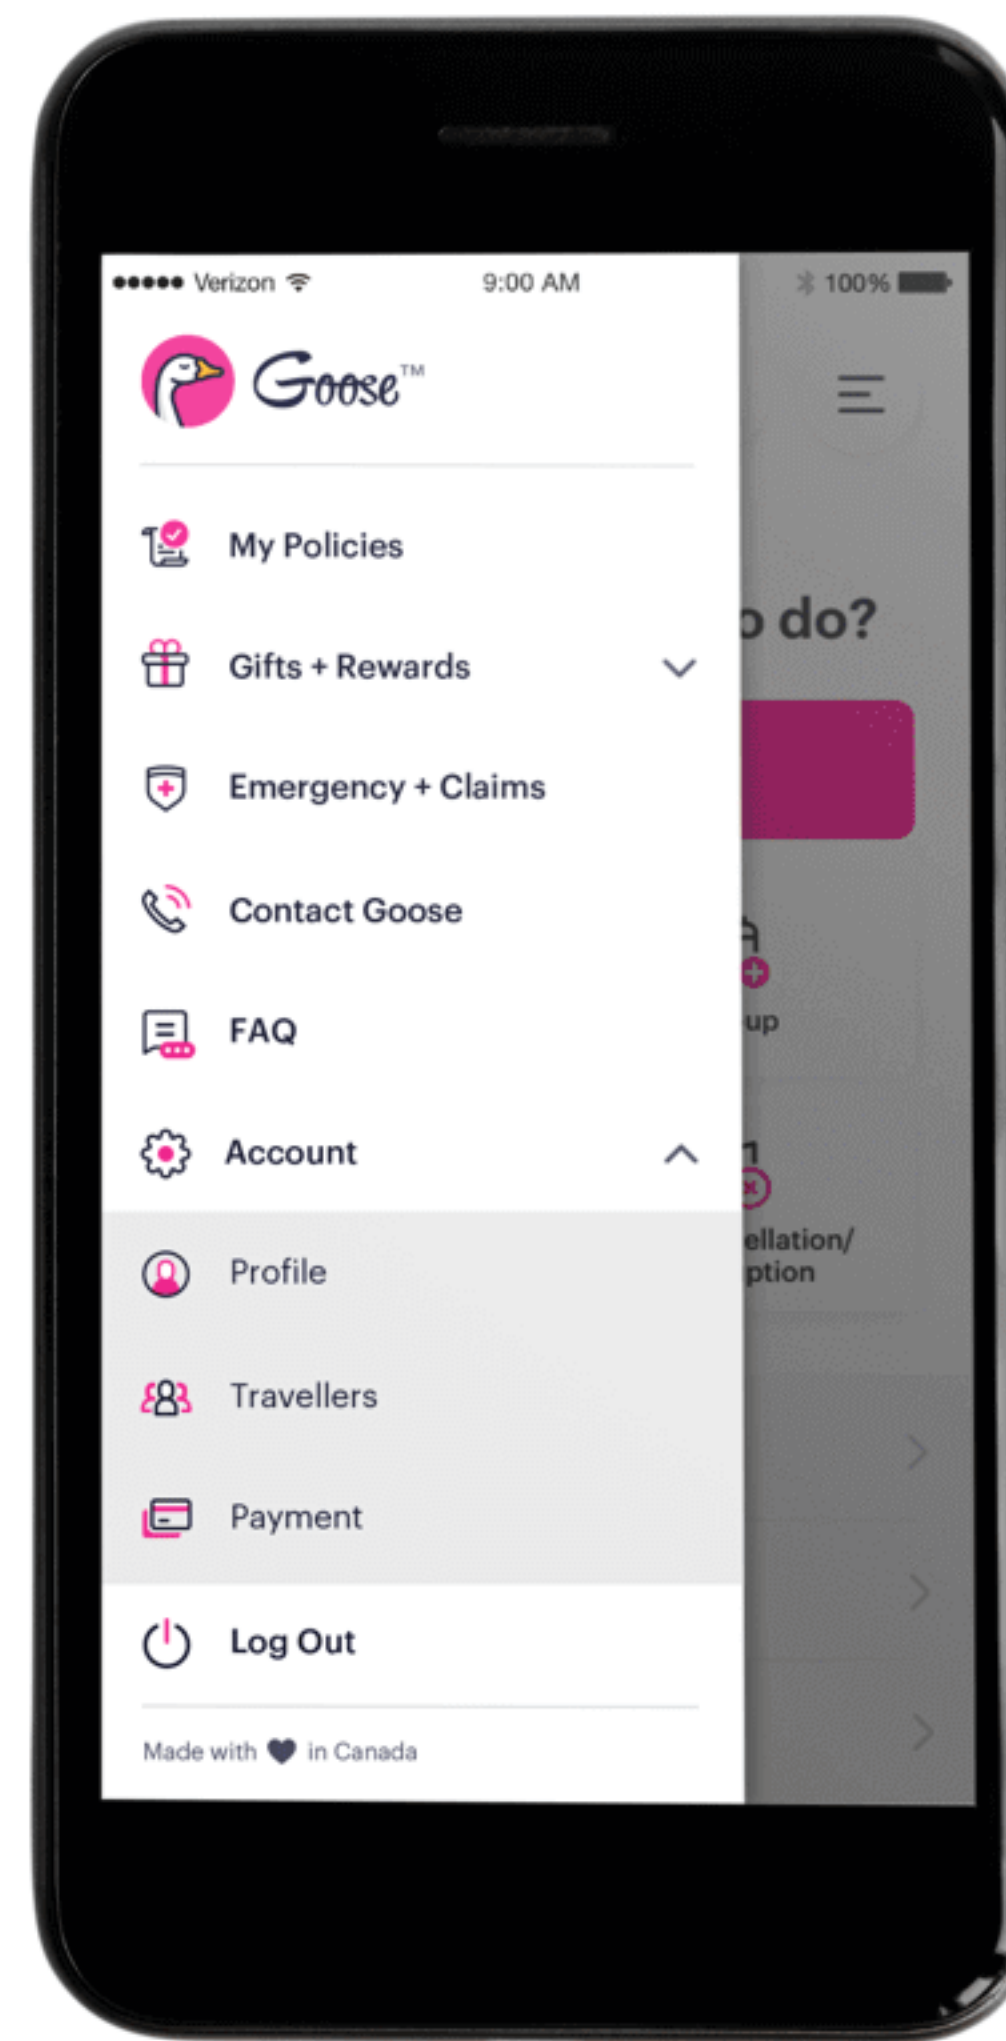 Verizon 9:00 AM 100%
Goose™
My Policies
o do?
Gifts + Rewards
Emergency + Claims
Contact Goose
up
FAQ
Account
ellation/
ption
Profile
Travellers
Payment
Log Out
Made with ♥ in Canada